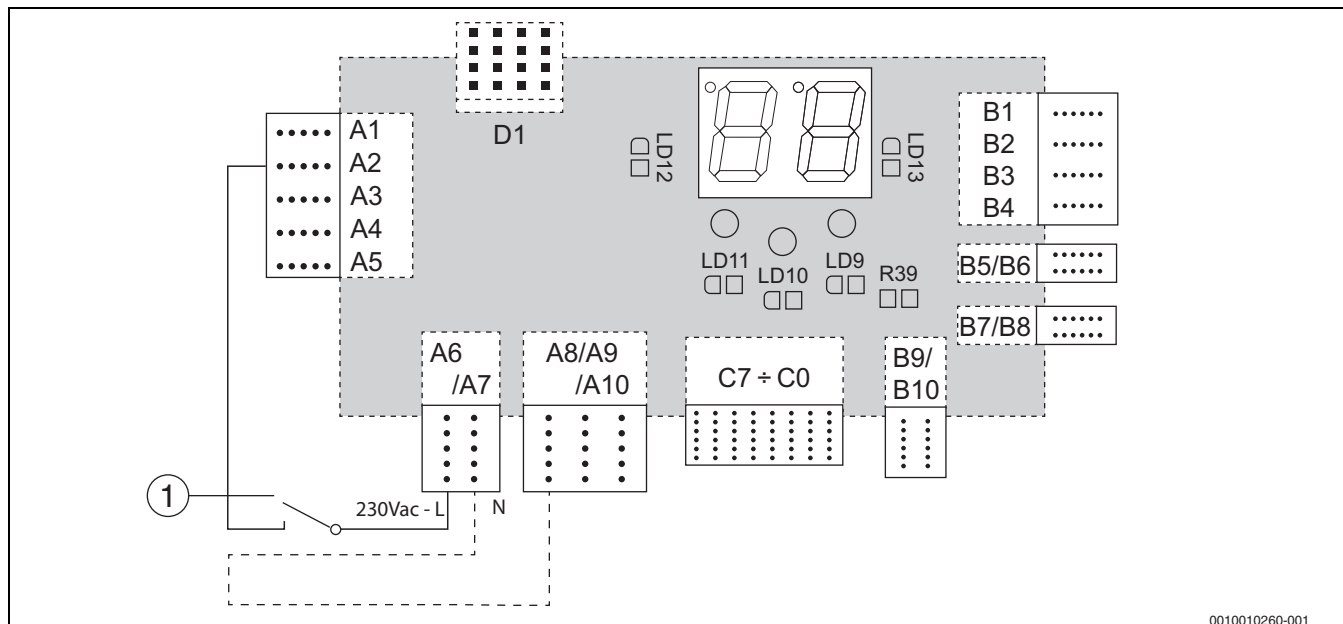 D1
A1
A2
A3
A4
A5
LD12
LD13
B1
B2
B3
B4
LD11
LD10
LD9
R39
B5/B6
B7/B8
A6
/A7
A8/A9
/A10
C7 ÷ C0
B9/
B10
1
230Vac - L
N
0010010260-001